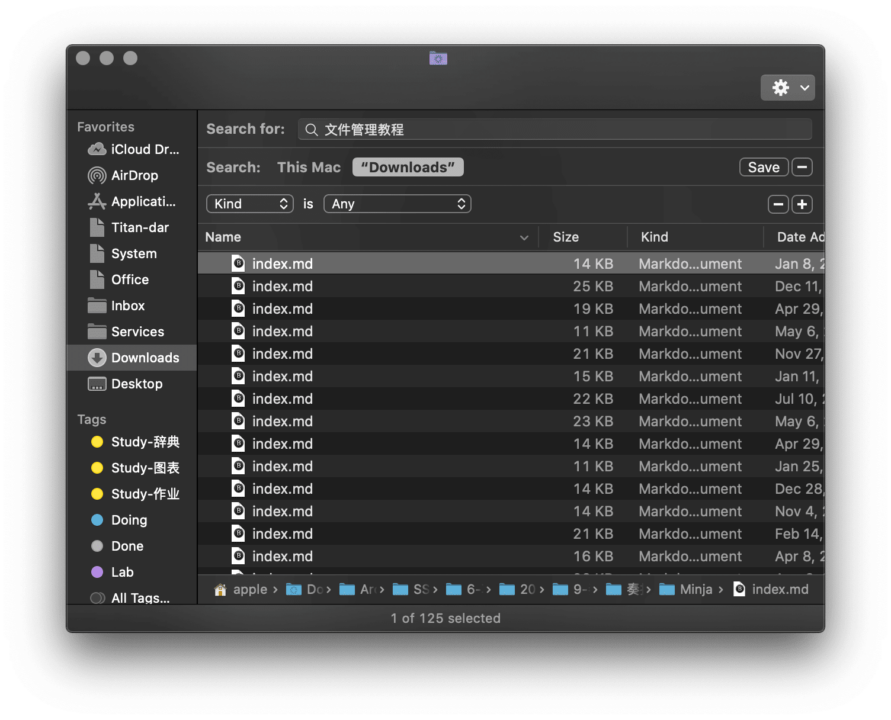 Favorites
iCloud Dr...
AirDrop
Applicati...
Titan-dar
System
Office
Inbox
Services
Downloads
Desktop
Tags
Study-辞典
Study-图表
Study-作业
Doing
Done
Lab
All Tags...
Search for: 文件管理教程
Search: This Mac “Downloads” Save
Kind is Any
Name Size Kind Date Ad
index.md 14 KB Markdo...ument Jan 8, 2
index.md 25 KB Markdo...ument Dec 11,
index.md 19 KB Markdo...ument Apr 29,
index.md 11 KB Markdo...ument May 6,
index.md 21 KB Markdo...ument Nov 27,
index.md 15 KB Markdo...ument Jan 11,
index.md 22 KB Markdo...ument Jul 10,
index.md 23 KB Markdo...ument May 6,
index.md 14 KB Markdo...ument Apr 29,
index.md 11 KB Markdo...ument Jan 25,
index.md 14 KB Markdo...ument Dec 28,
index.md 14 KB Markdo...ument Nov 4,
index.md 21 KB Markdo...ument Feb 14,
index.md 16 KB Markdo...ument Apr 8, 2
apple › Do › Ar › SS › 6- › 20 › 9- › 奏 › Minja › index.md
1 of 125 selected